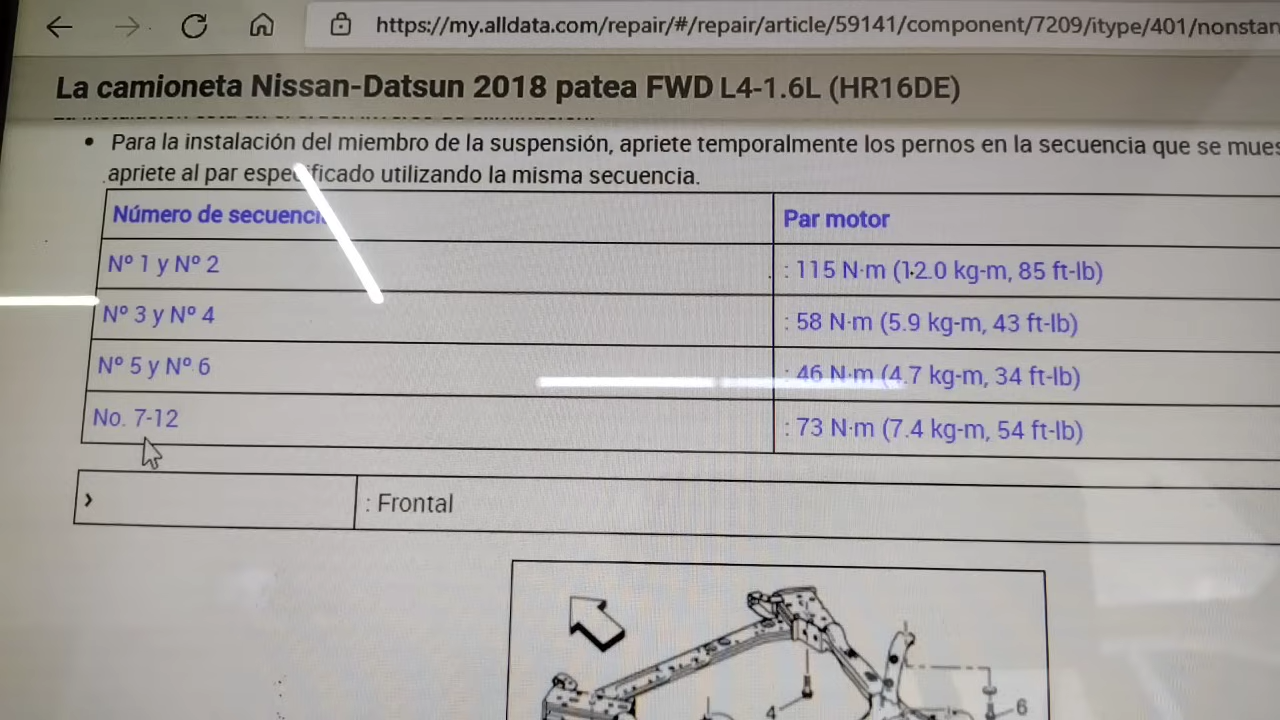 https://my.alldata.com/repair/#/repair/article/59141/component/7209/itype/401/nonstan
La camioneta Nissan-Datsun 2018 patea FWD L4-1.6L (HR16DE)
Para la instalación del miembro de la suspensión, apriete temporalmente los pernos en la secuencia que se mues
apriete al par especificado utilizando la misma secuencia.
Número de secuenci Par motor
Nº 1 y Nº 2 : 115 N·m (12.0 kg-m, 85 ft-lb)
Nº 3 y Nº 4 : 58 N·m (5.9 kg-m, 43 ft-lb)
Nº 5 y Nº 6 : 46 N·m (4.7 kg-m, 34 ft-lb)
No. 7-12 : 73 N·m (7.4 kg-m, 54 ft-lb)
› : Frontal
4
6